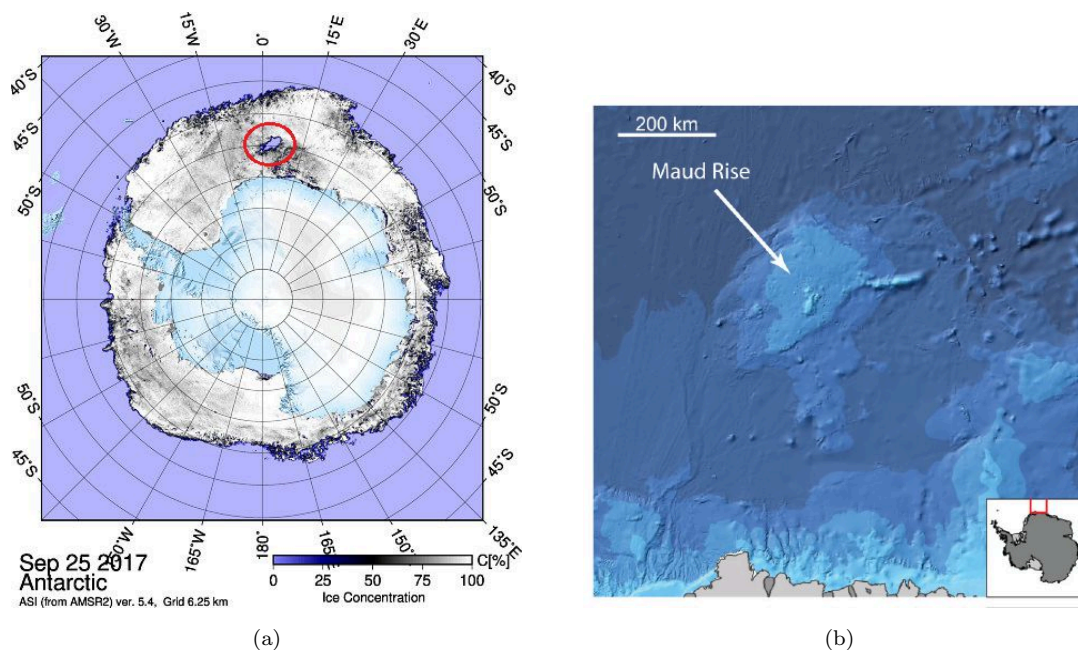 30°W
15°W
0°
15°E
30°E
40°S
45°S
50°S
40°S
45°S
50°S
50°S
45°S
50°S
45°S
165°W
180°
165°
150°
135°E
Sep 25 2017
Antarctic
ASI (from AMSR2) ver. 5.4, Grid 6.25 km
C[%]
0
25
50
75
100
Ice Concentration
200 km
Maud Rise
(a)
(b)